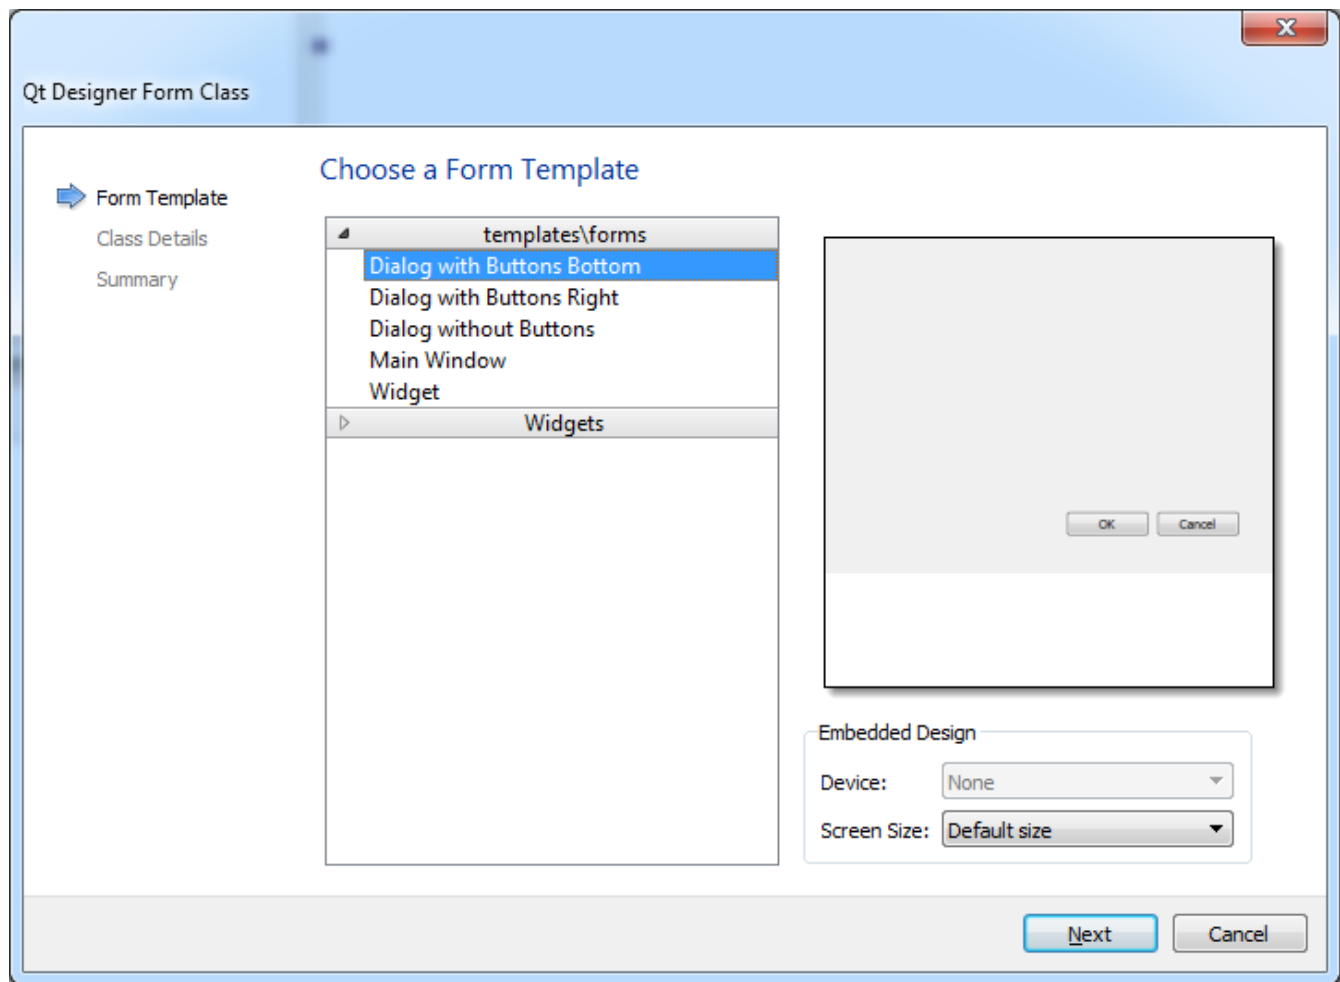 Qt Designer Form Class
Form Template
Class Details
Summary
Choose a Form Template
templates\forms
Dialog with Buttons Bottom
Dialog with Buttons Right
Dialog without Buttons
Main Window
Widget
Widgets
OK Cancel
Embedded Design
Device: None
Screen Size: Default size
Next Cancel